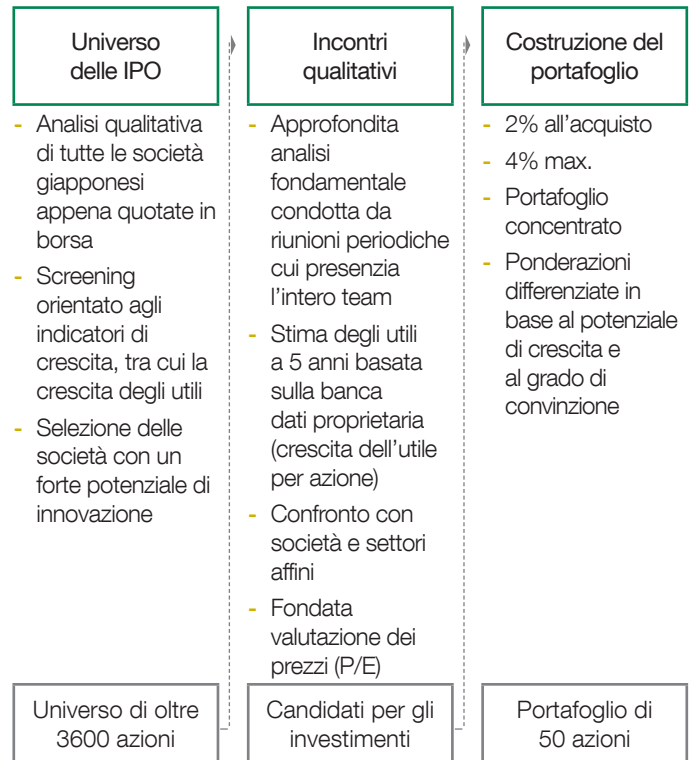 Universo
delle IPO
- Analisi qualitativa
di tutte le società
giapponesi
appena quotate in
borsa
- Screening
orientato agli
indicatori di
crescita, tra cui la
crescita degli utili
- Selezione delle
società con un
forte potenziale di
innovazione
Universo di oltre
3600 azioni
Incontri
qualitativi
- Approfondita
analisi
fondamentale
condotta da
riunioni periodiche
cui presenzia
l’intero team
- Stima degli utili
a 5 anni basata
sulla banca
dati proprietaria
(crescita dell’utile
per azione)
- Confronto con
società e settori
affini
- Fondata
valutazione dei
prezzi (P/E)
Candidati per gli
investimenti
Costruzione del
portafoglio
- 2% all’acquisto
- 4% max.
- Portafoglio
concentrato
- Ponderazioni
differenziate in
base al potenziale
di crescita e
al grado di
convinzione
Portafoglio di
50 azioni